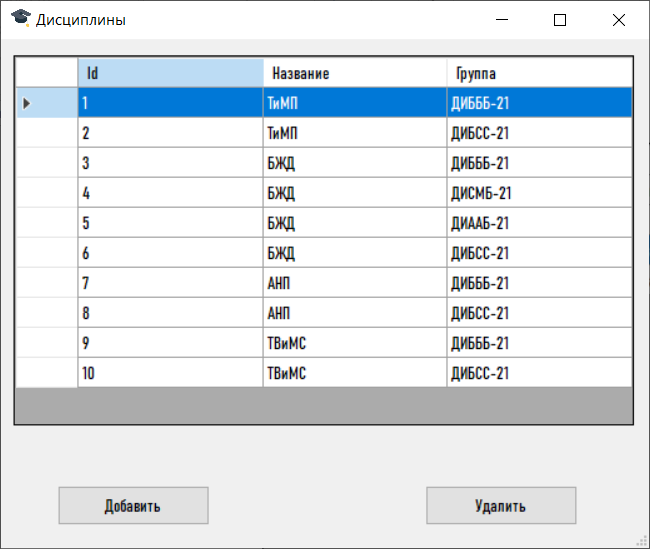 Дисциплины
Id Название Группа
1 ТиМП ДИБББ-21
2 ТиМП ДИБСС-21
3 БЖД ДИБББ-21
4 БЖД ДИСМБ-21
5 БЖД ДИААБ-21
6 БЖД ДИБСС-21
7 АНП ДИБББ-21
8 АНП ДИБСС-21
9 ТВиМС ДИБББ-21
10 ТВиМС ДИБСС-21
Добавить Удалить